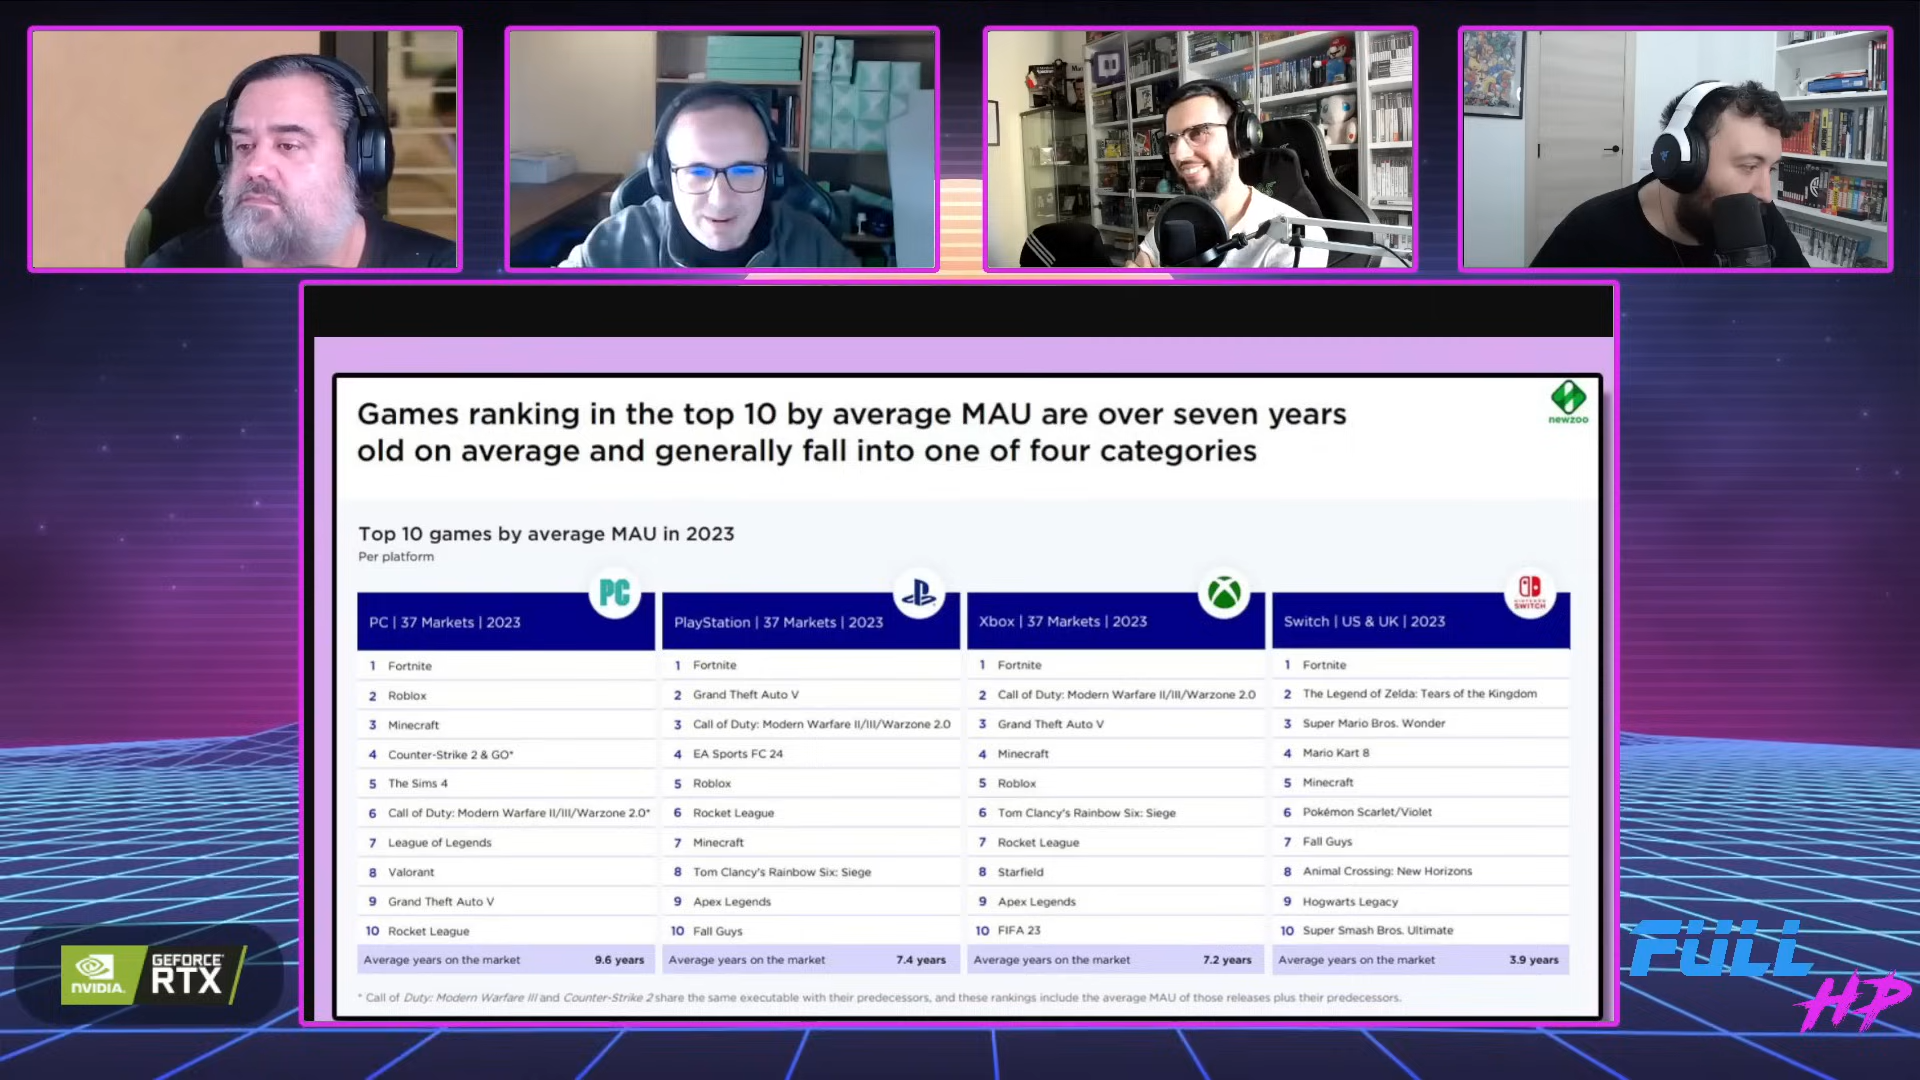 Games ranking in the top 10 by average MAU are over seven years
old on average and generally fall into one of four categories
newzoo
Top 10 games by average MAU in 2023
Per platform
PC
PC | 37 Markets | 2023
1 Fortnite
2 Roblox
3 Minecraft
4 Counter-Strike 2 & GO*
5 The Sims 4
6 Call of Duty: Modern Warfare II/III/Warzone 2.0*
7 League of Legends
8 Valorant
9 Grand Theft Auto V
10 Rocket League
Average years on the market 9.6 years
PlayStation | 37 Markets | 2023
1 Fortnite
2 Grand Theft Auto V
3 Call of Duty: Modern Warfare II/III/Warzone 2.0
4 EA Sports FC 24
5 Roblox
6 Rocket League
7 Minecraft
8 Tom Clancy's Rainbow Six: Siege
9 Apex Legends
10 Fall Guys
Average years on the market 7.4 years
Xbox | 37 Markets | 2023
1 Fortnite
2 Call of Duty: Modern Warfare II/III/Warzone 2.0
3 Grand Theft Auto V
4 Minecraft
5 Roblox
6 Tom Clancy's Rainbow Six: Siege
7 Rocket League
8 Starfield
9 Apex Legends
10 FIFA 23
Average years on the market 7.2 years
SWITCH
Switch | US & UK | 2023
1 Fortnite
2 The Legend of Zelda: Tears of the Kingdom
3 Super Mario Bros. Wonder
4 Mario Kart 8
5 Minecraft
6 Pokémon Scarlet/Violet
7 Fall Guys
8 Animal Crossing: New Horizons
9 Hogwarts Legacy
10 Super Smash Bros. Ultimate
Average years on the market 3.9 years
* Call of Duty: Modern Warfare III and Counter-Strike 2 share the same executable with their predecessors, and these rankings include the average MAU of those releases plus their predecessors.
NVIDIA.
GEFORCE
RTX
FULL
HP